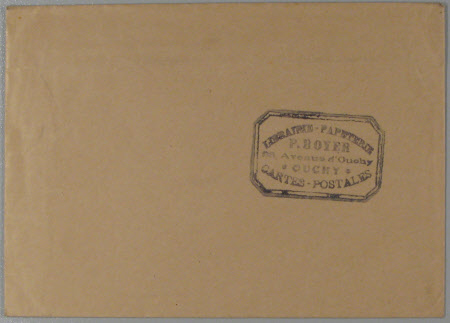 LIBRAIRIE - PAPETERIE
P. BOYER
Avenue d'Ouchy
* OUCHY *
CARTES - POSTALES